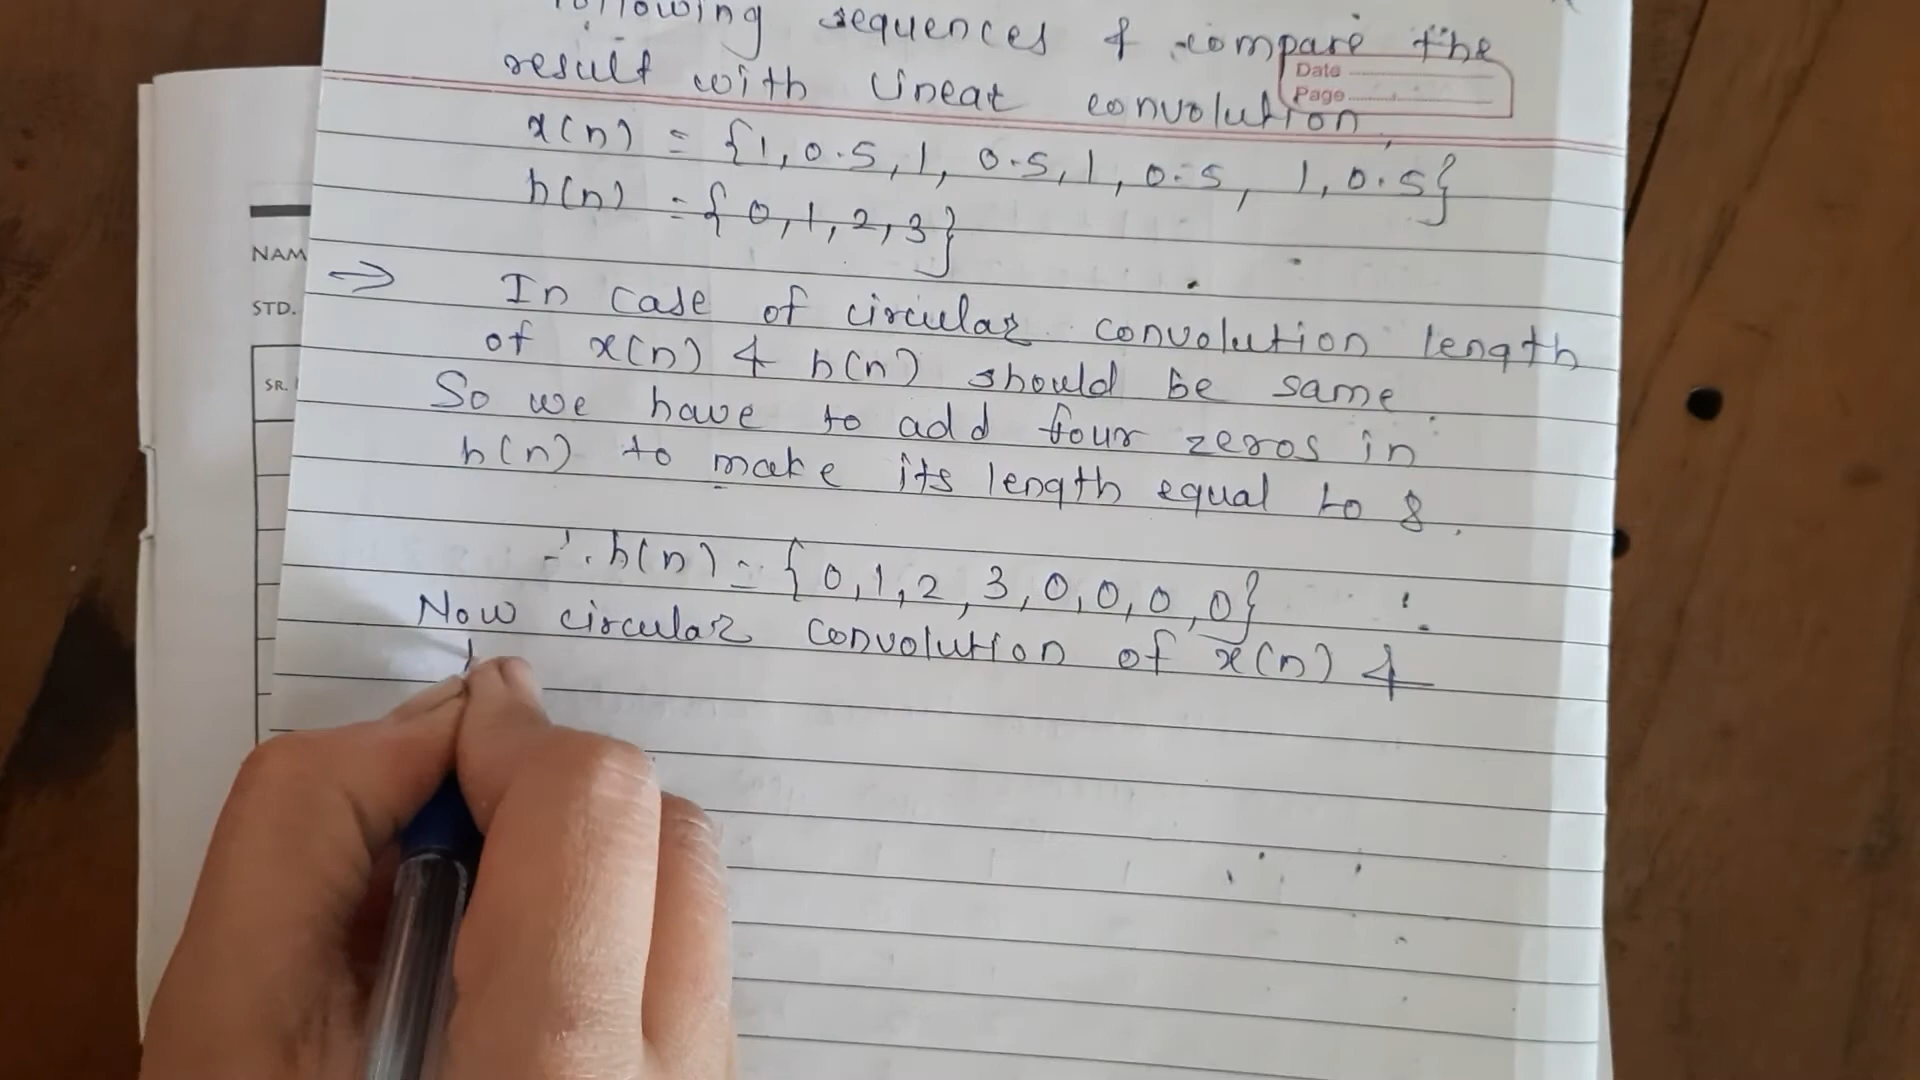 following sequences & compare the
result with linear convolution.
Date
Page
x(n) = {1, 0.5, 1, 0.5, 1, 0.5, 1, 0.5}
h(n) = {0, 1, 2, 3}
NAM
STD.
SR.
⇒ In case of circular convolution length
of x(n) & h(n) should be same.
So we have to add four zeros in
h(n) to make its length equal to 8.
∴ h(n) = {0, 1, 2, 3, 0, 0, 0, 0}
Now circular convolution of x(n) &